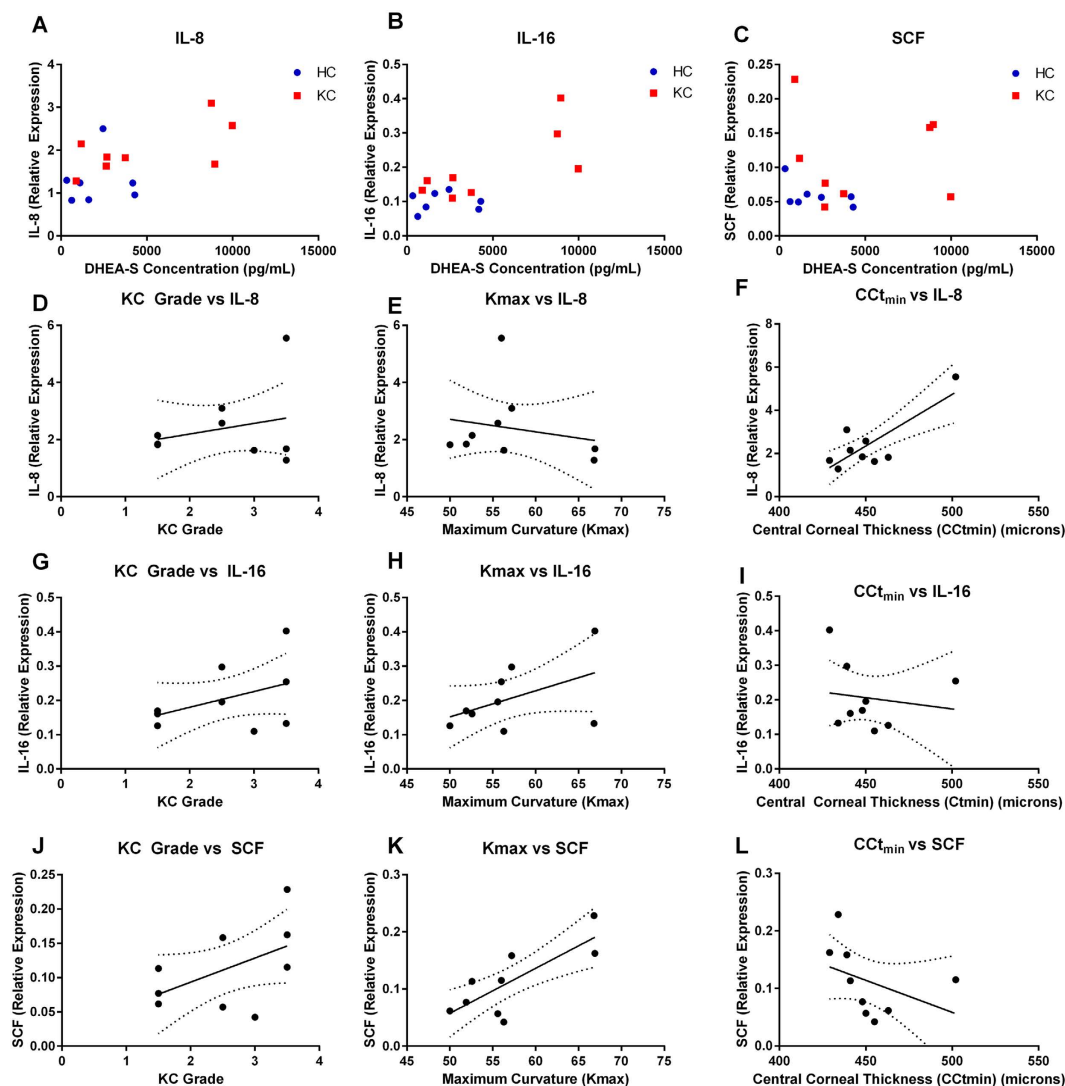 A
IL-8
HC
KC
IL-8 (Relative Expression)
4
3
2
1
0
0 5000 10000 15000
DHEA-S Concentration (pg/mL)
B
IL-16
HC
KC
IL-16 (Relative Expression)
0.5
0.4
0.3
0.2
0.1
0.0
0 5000 10000 15000
DHEA-S Concentration (pg/mL)
C
SCF
HC
KC
SCF (Relative Expression)
0.25
0.20
0.15
0.10
0.05
0.00
0 5000 10000 15000
DHEA-S Concentration (pg/mL)
D
KC Grade vs IL-8
IL-8 (Relative Expression)
6
4
2
0
0 1 2 3 4
KC Grade
E
Kmax vs IL-8
IL-8 (Relative Expression)
6
4
2
0
45 50 55 60 65 70 75
Maximum Curvature (Kmax)
F
CCtmin vs IL-8
IL-8 (Relative Expression)
8
6
4
2
0
400 450 500 550
Central Corneal Thickness (CCtmin) (microns)
G
KC Grade vs IL-16
IL-16 (Relative Expression)
0.5
0.4
0.3
0.2
0.1
0.0
0 1 2 3 4
KC Grade
H
Kmax vs IL-16
IL-16 (Relative Expression)
0.5
0.4
0.3
0.2
0.1
0.0
45 50 55 60 65 70 75
Maximum Curvature (Kmax)
I
CCtmin vs IL-16
IL-16 (Relative Expression)
0.5
0.4
0.3
0.2
0.1
0.0
400 450 500 550
Central Corneal Thickness (Ctmin) (microns)
J
KC Grade vs SCF
SCF (Relative Expression)
0.25
0.20
0.15
0.10
0.05
0.00
0 1 2 3 4
KC Grade
K
Kmax vs SCF
SCF (Relative Expression)
0.3
0.2
0.1
0.0
45 50 55 60 65 70 75
Maximum Curvature (Kmax)
L
CCtmin vs SCF
SCF (Relative Expression)
0.3
0.2
0.1
0.0
400 450 500 550
Central Corneal Thickness (CCtmin) (microns)